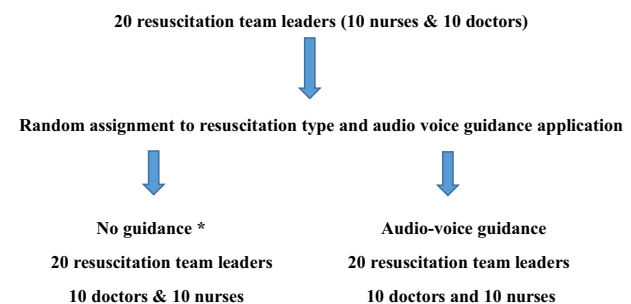 20 resuscitation team leaders (10 nurses & 10 doctors)
Random assignment to resuscitation type and audio voice guidance application
No guidance *
20 resuscitation team leaders
10 doctors & 10 nurses
Audio-voice guidance
20 resuscitation team leaders
10 doctors and 10 nurses